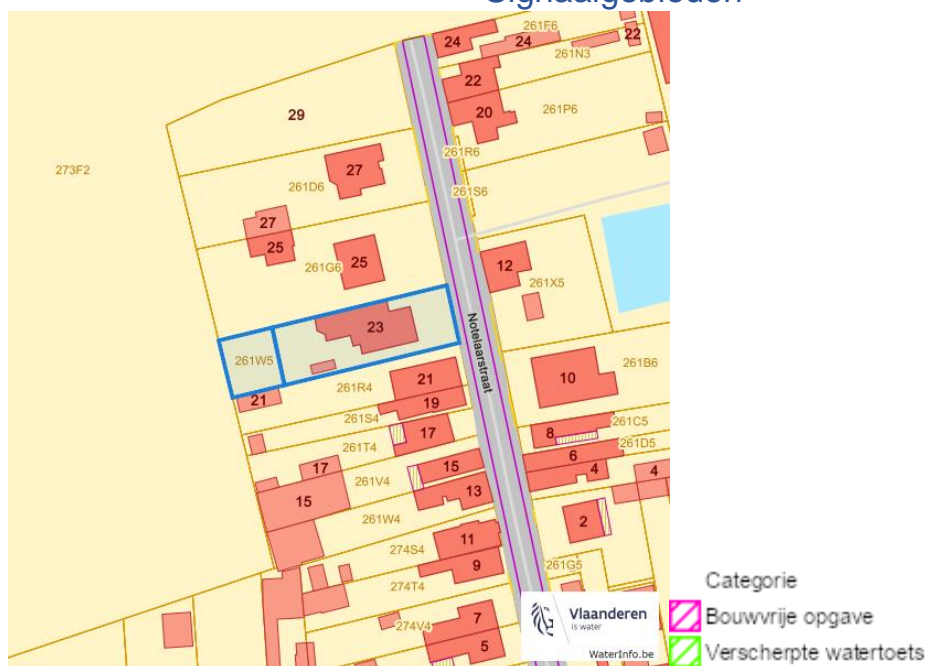 Signaalgebieden
261F6
24
24
22
261N3
22
29
20
261P6
261R6
273F2
27
261D6
261S6
27
25
25
12
261G6
261X5
Notelaarstraat
23
261W5
261B6
10
21
261R4
21
19
261S4
261C5
8
17
261D5
261T4
6
17
15
4
4
261V4
15
13
261W4
2
11
274S4
9
261G5
274T4
7
274V4
5
Vlaanderen
is water
WaterInfo.be
Categorie
Bouwvrije opgave
Verscherpte watertoets